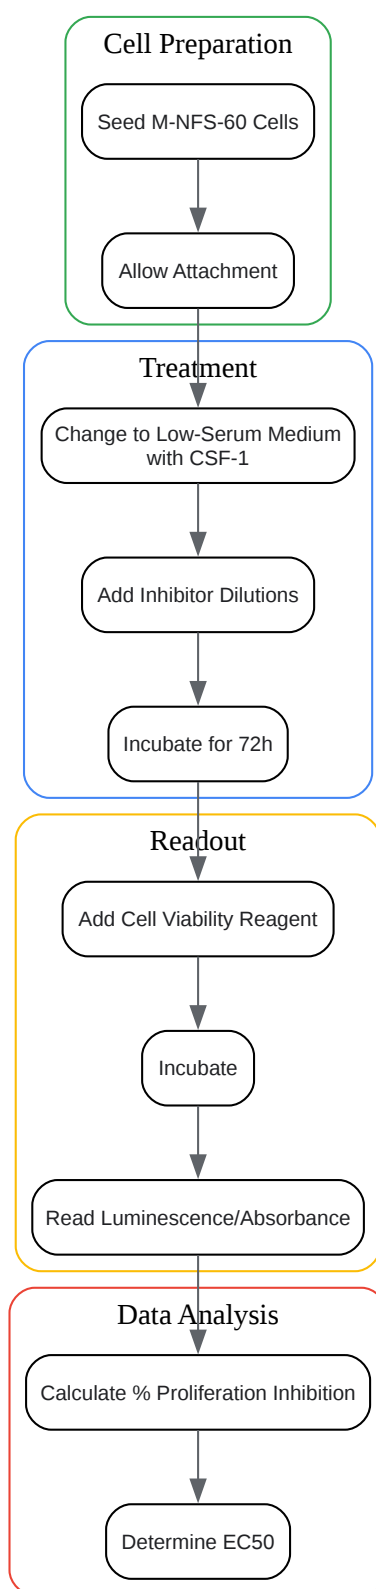 Cell Preparation
Seed M-NFS-60 Cells
Allow Attachment
Treatment
Change to Low-Serum Medium
with CSF-1
Add Inhibitor Dilutions
Incubate for 72h
Readout
Add Cell Viability Reagent
Incubate
Read Luminescence/Absorbance
Data Analysis
Calculate % Proliferation Inhibition
Determine EC50